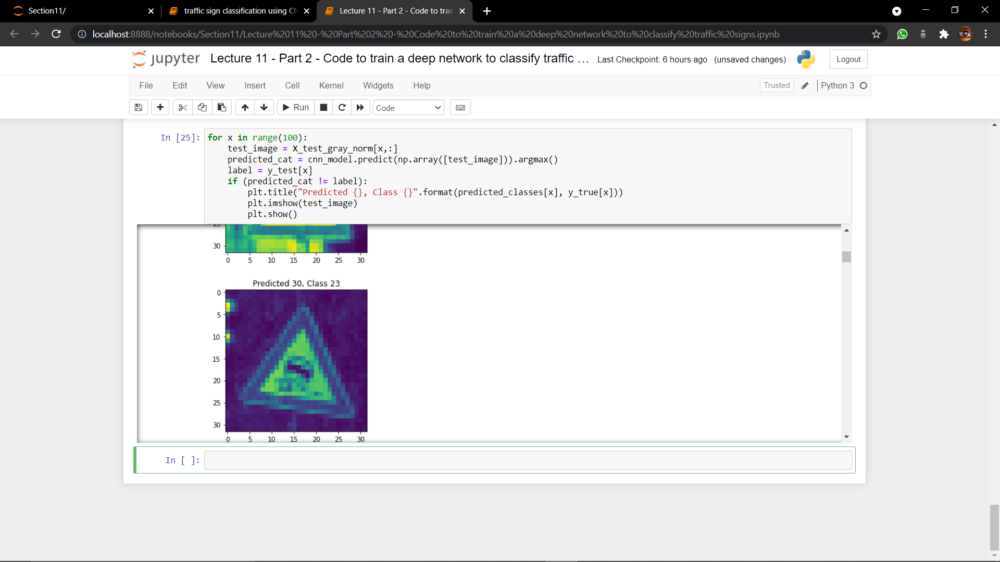 Section11/
traffic sign classification using CN
Lecture 11 - Part 2 - Code to trai
localhost:8888/notebooks/Section11/Lecture%2011%20-%20Part%202%20-%20Code%20to%20train%20a%20deep%20network%20to%20classify%20traffic%20signs.ipynb
jupyter Lecture 11 - Part 2 - Code to train a deep network to classify traffic ... Last Checkpoint: 6 hours ago (unsaved changes) Logout
File Edit View Insert Cell Kernel Widgets Help Trusted Python 3
Run Code
In [25]: for x in range(100):
    test_image = X_test_gray_norm[x,:]
    predicted_cat = cnn_model.predict(np.array([test_image])).argmax()
    label = y_test[x]
    if (predicted_cat != label):
        plt.title("Predicted {}, Class {}".format(predicted_classes[x], y_true[x]))
        plt.imshow(test_image)
        plt.show()
30
0 5 10 15 20 25 30
Predicted 30, Class 23
0
5
10
15
20
25
30
0 5 10 15 20 25 30
In [ ]: